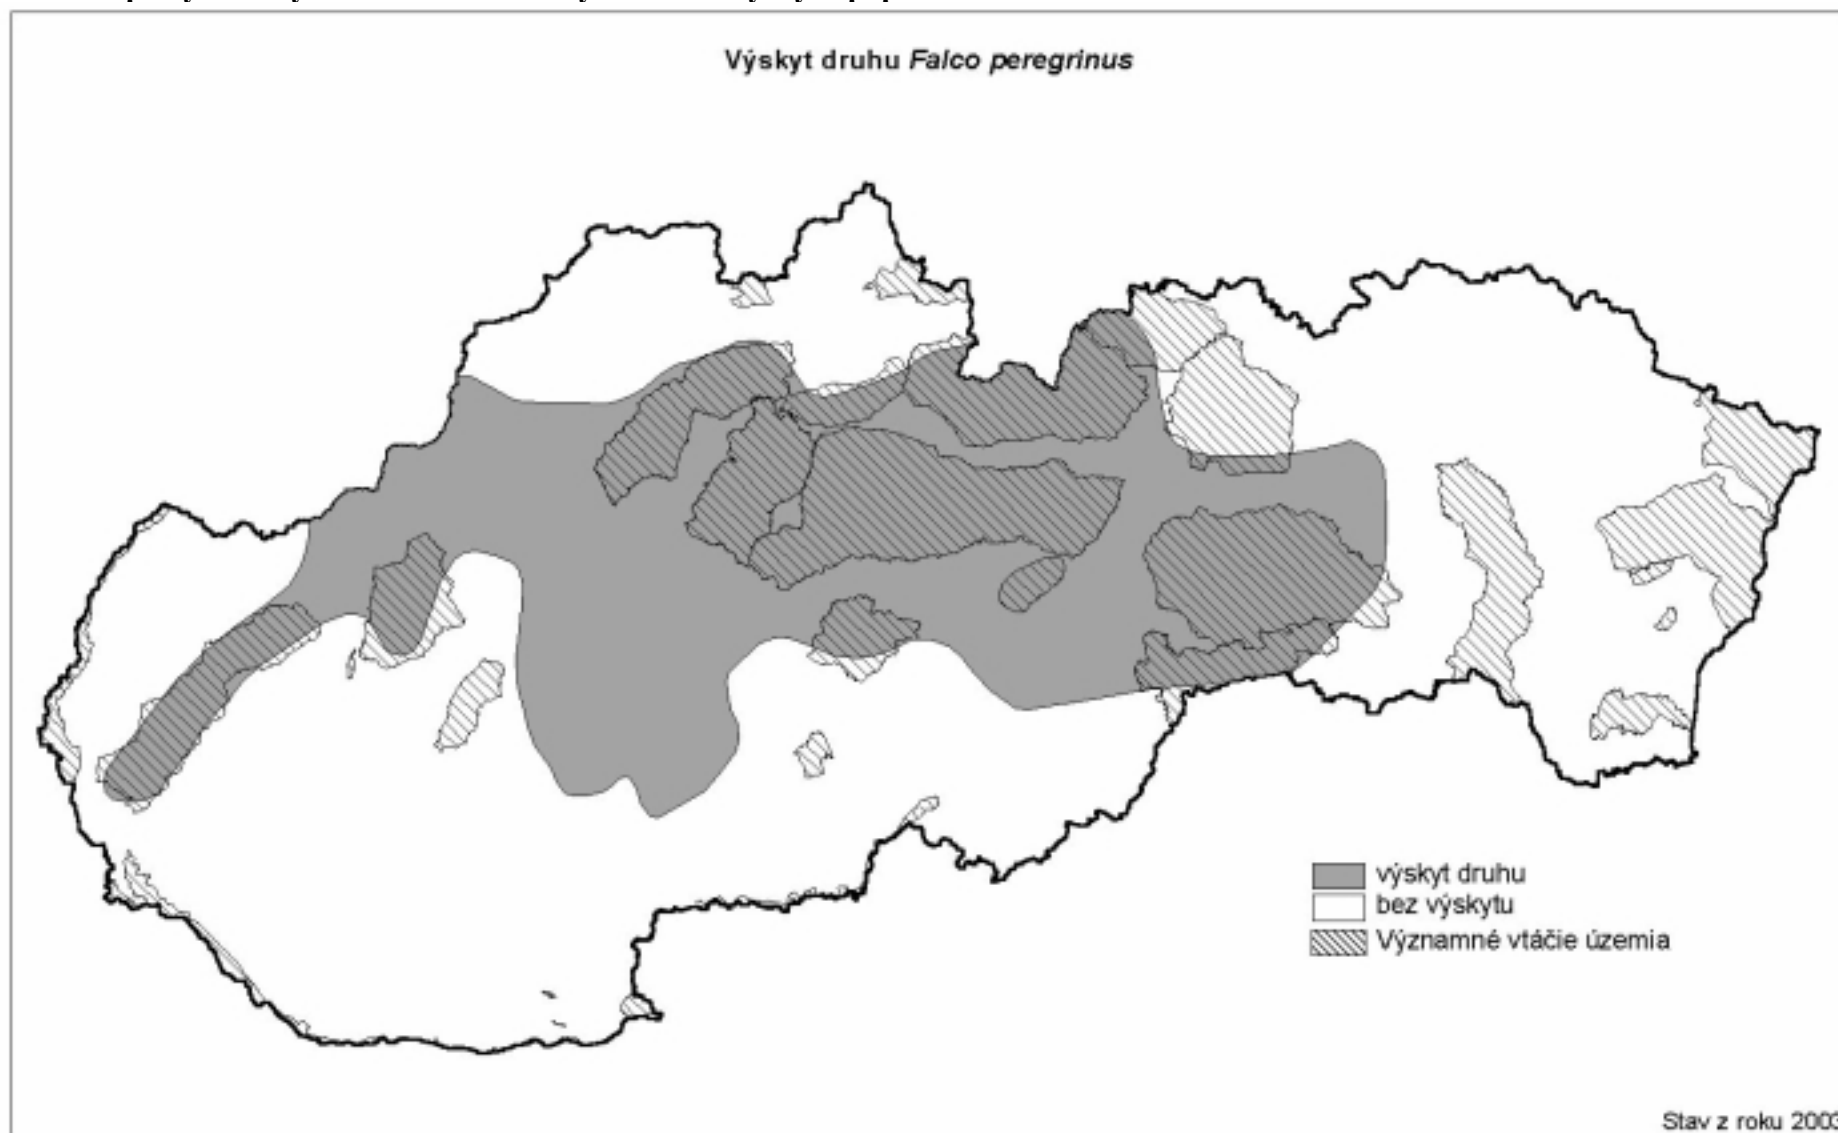 Výskyt druhu Falco peregrinus
výskyt druhu
bez výskytu
Významné vtáčie územia
Stav z roku 2003